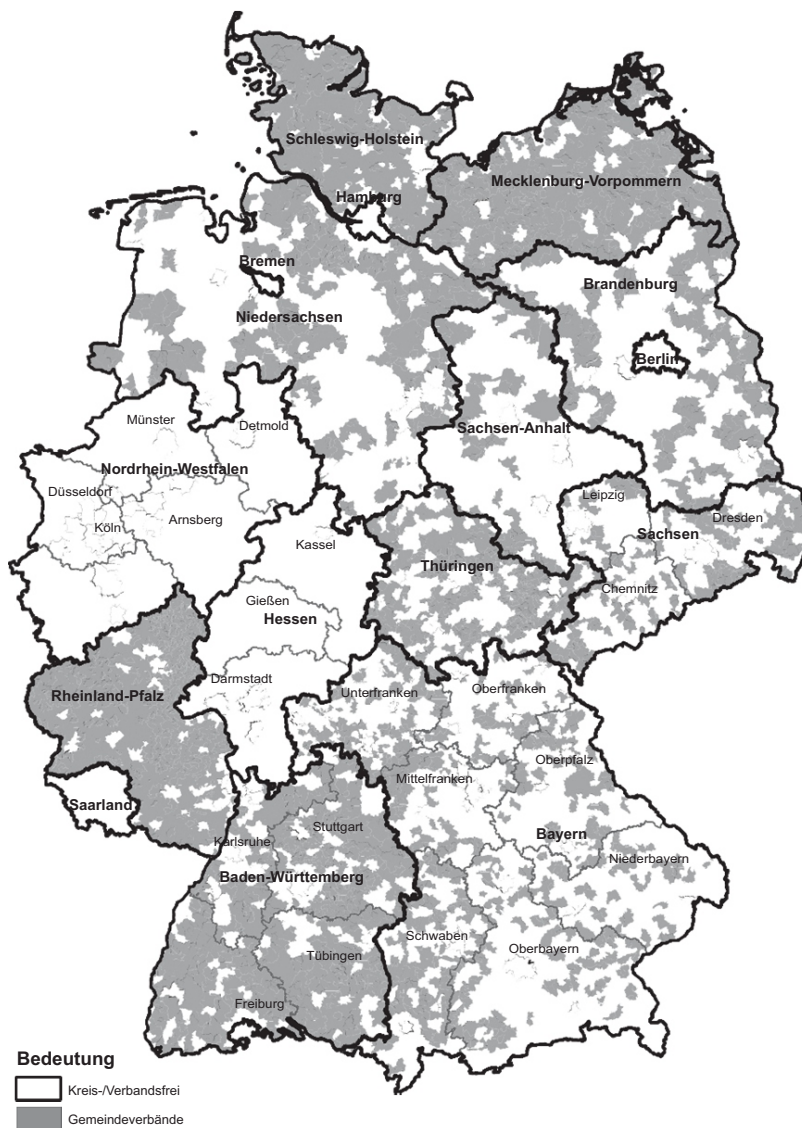 Schleswig-Holstein
Mecklenburg-Vorpommern
Hamburg
Bremen
Brandenburg
Niedersachsen
Berlin
Münster
Detmold
Sachsen-Anhalt
Nordrhein-Westfalen
Düsseldorf
Leipzig
Arnsberg
Dresden
Köln
Sachsen
Kassel
Thüringen
Chemnitz
Gießen
Hessen
Darmstadt
Rheinland-Pfalz
Unterfranken
Oberfranken
Oberpfalz
Mittelfranken
Saarland
Stuttgart
Bayern
Karlsruhe
Niederbayern
Baden-Württemberg
Schwaben
Oberbayern
Tübingen
Freiburg
Bedeutung
Kreis-/Verbandsfrei
Gemeindeverbände